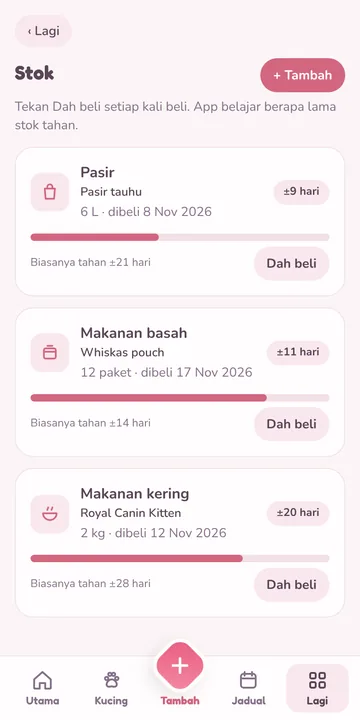 ‹ Lagi
Stok
+ Tambah
Tekan Dah beli setiap kali beli. App belajar berapa lama
stok tahan.
Pasir
Pasir tauhu
±9 hari
6 L · dibeli 8 Nov 2026
Biasanya tahan ±21 hari
Dah beli
Makanan basah
Whiskas pouch
±11 hari
12 paket · dibeli 17 Nov 2026
Biasanya tahan ±14 hari
Dah beli
Makanan kering
Royal Canin Kitten
±20 hari
2 kg · dibeli 12 Nov 2026
Biasanya tahan ±28 hari
Dah beli
Utama
Kucing
Tambah
Jadual
Lagi